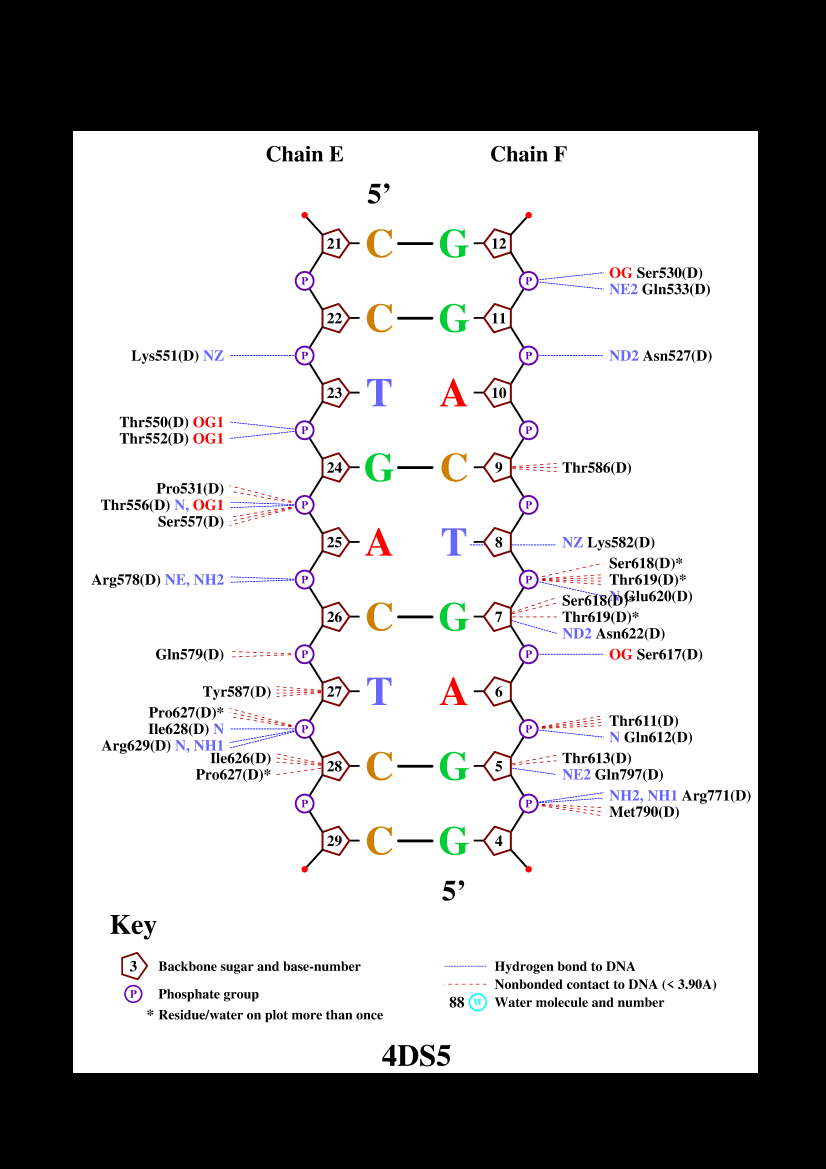 Chain E Chain F
5’
21 C G 12
P P OG Ser530(D)
NE2 Gln533(D)
22 C G 11
Lys551(D) NZ P P ND2 Asn527(D)
23 T A 10
Thr550(D) OG1 P P
Thr552(D) OG1
24 G C 9 Thr586(D)
Pro531(D)
Thr556(D) N, OG1 P P
Ser557(D)
25 A T 8 NZ Lys582(D)
Ser618(D)*
Arg578(D) NE, NH2 P P Thr619(D)*
N Glu620(D)
Ser618(D)*
26 C G 7 Thr619(D)*
ND2 Asn622(D)
Gln579(D) P P OG Ser617(D)
Tyr587(D) 27 T A 6
Pro627(D)* Thr611(D)
Ile628(D) N P P N Gln612(D)
Arg629(D) N, NH1
Ile626(D) 28 C G 5 Thr613(D)
Pro627(D)* NE2 Gln797(D)
P P NH2, NH1 Arg771(D)
Met790(D)
29 C G 4
5’
Key
3 Backbone sugar and base-number
P Phosphate group
* Residue/water on plot more than once
Hydrogen bond to DNA
Nonbonded contact to DNA (< 3.90A)
88 W Water molecule and number
4DS5